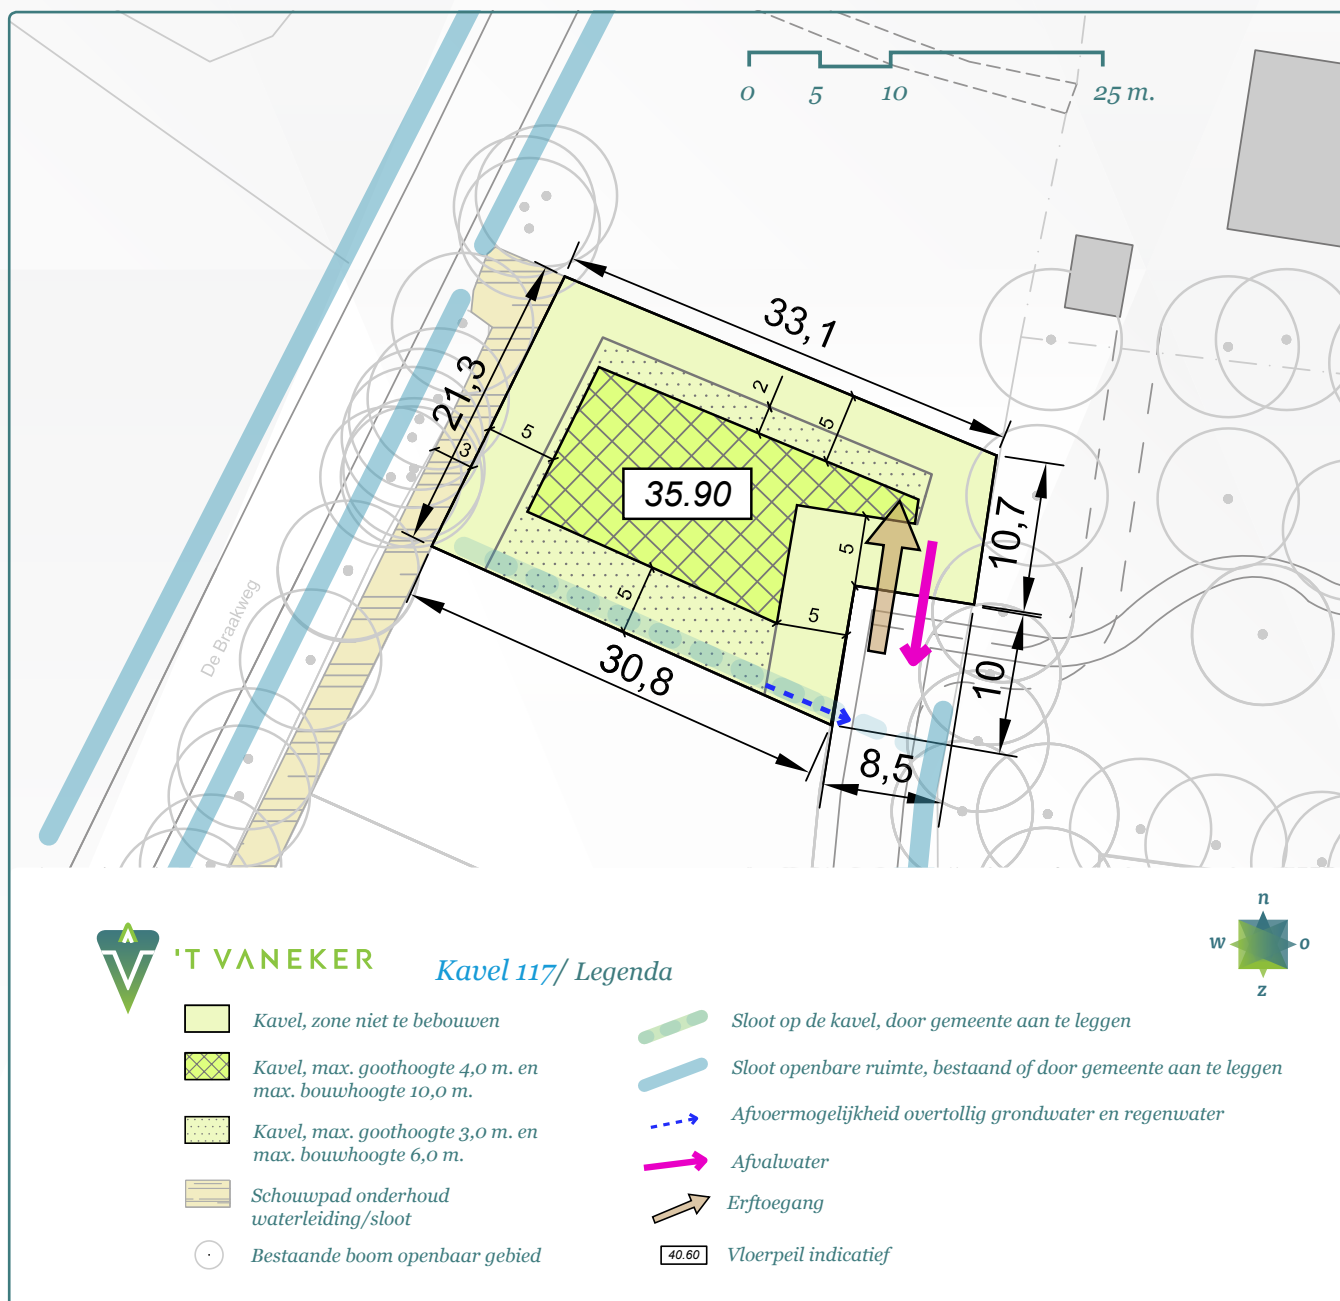 0 5 10 25 m.
33,1
21,3
2
5
5
3
35.90
10,7
5
5
5
De Braakweg
30,8
10
8,5
n
w o
z
'T VANEKER
Kavel 117/ Legenda
Kavel, zone niet te bebouwen
Kavel, max. goothoogte 4,0 m. en
max. bouwhoogte 10,0 m.
Kavel, max. goothoogte 3,0 m. en
max. bouwhoogte 6,0 m.
Schouwpad onderhoud
waterleiding/sloot
Bestaande boom openbaar gebied
Sloot op de kavel, door gemeente aan te leggen
Sloot openbare ruimte, bestaand of door gemeente aan te leggen
Afvoermogelijkheid overtollig grondwater en regenwater
Afvalwater
Erftoegang
40.60 Vloerpeil indicatief